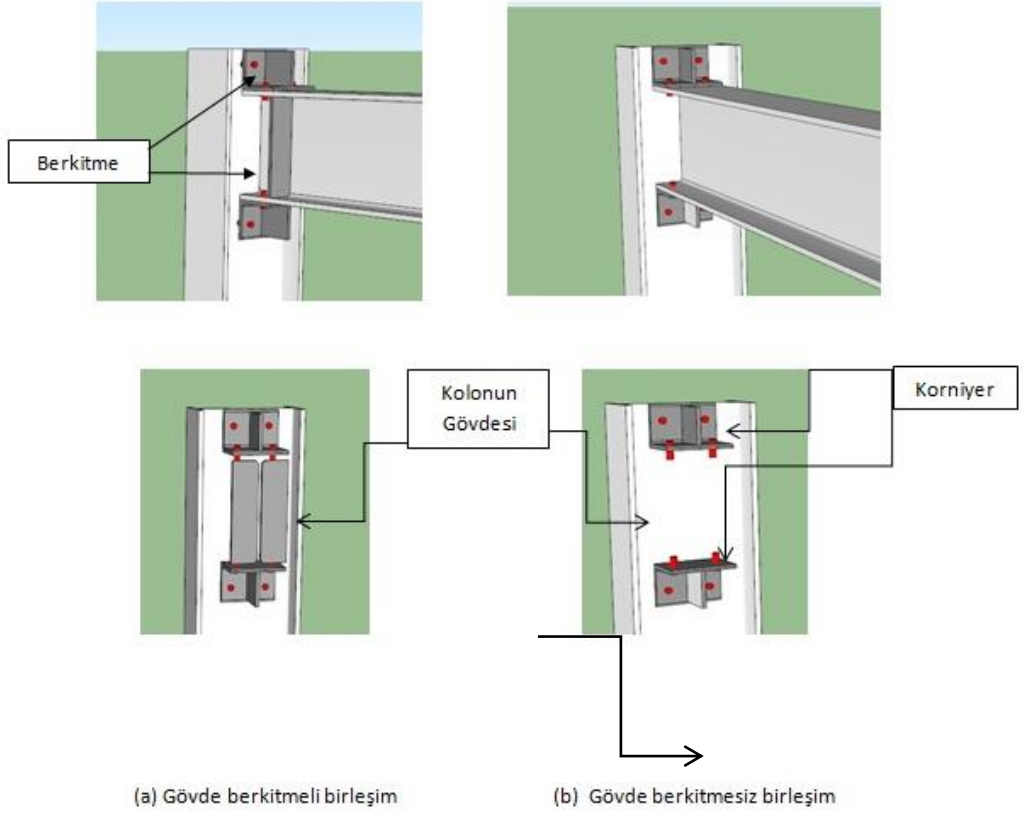 Berkitme
Kolonun
Gövdesi
Korniyer
(a) Gövde berkitmeli birleşim
(b) Gövde berkitmesiz birleşim